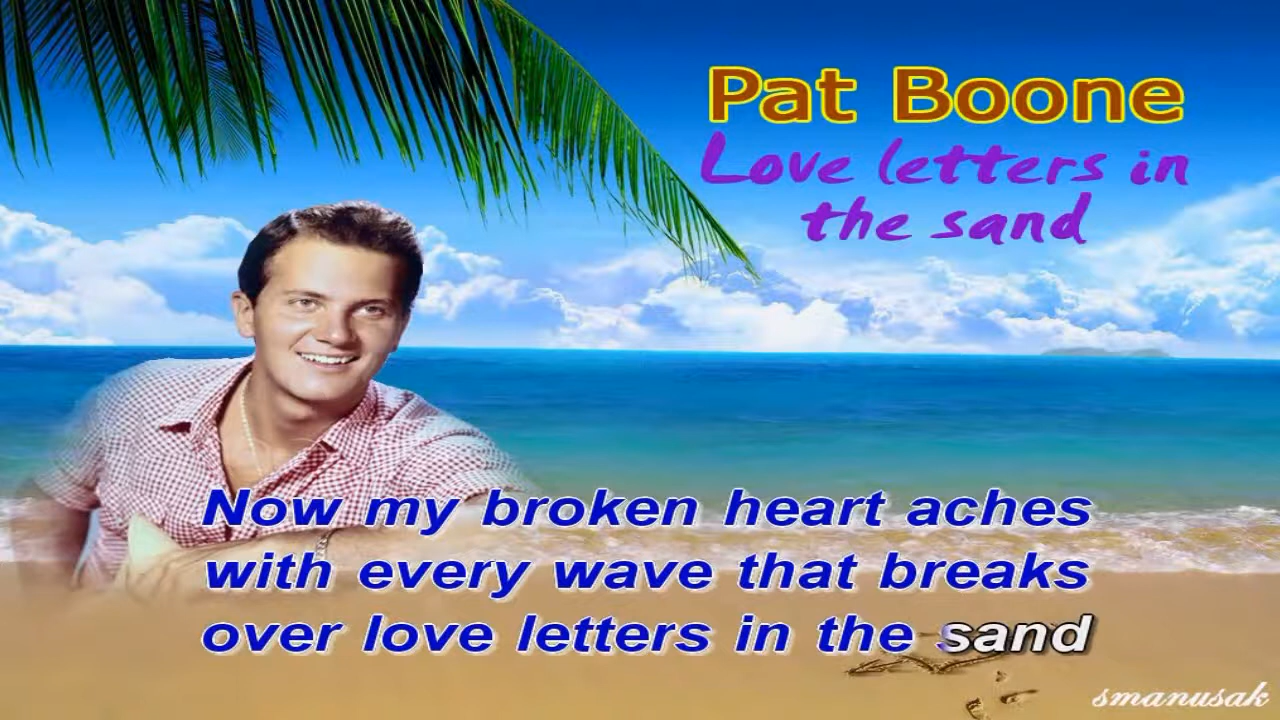 Pat Boone
Love letters in
the sand
Now my broken heart aches
with every wave that breaks
over love letters in the sand
smanusak